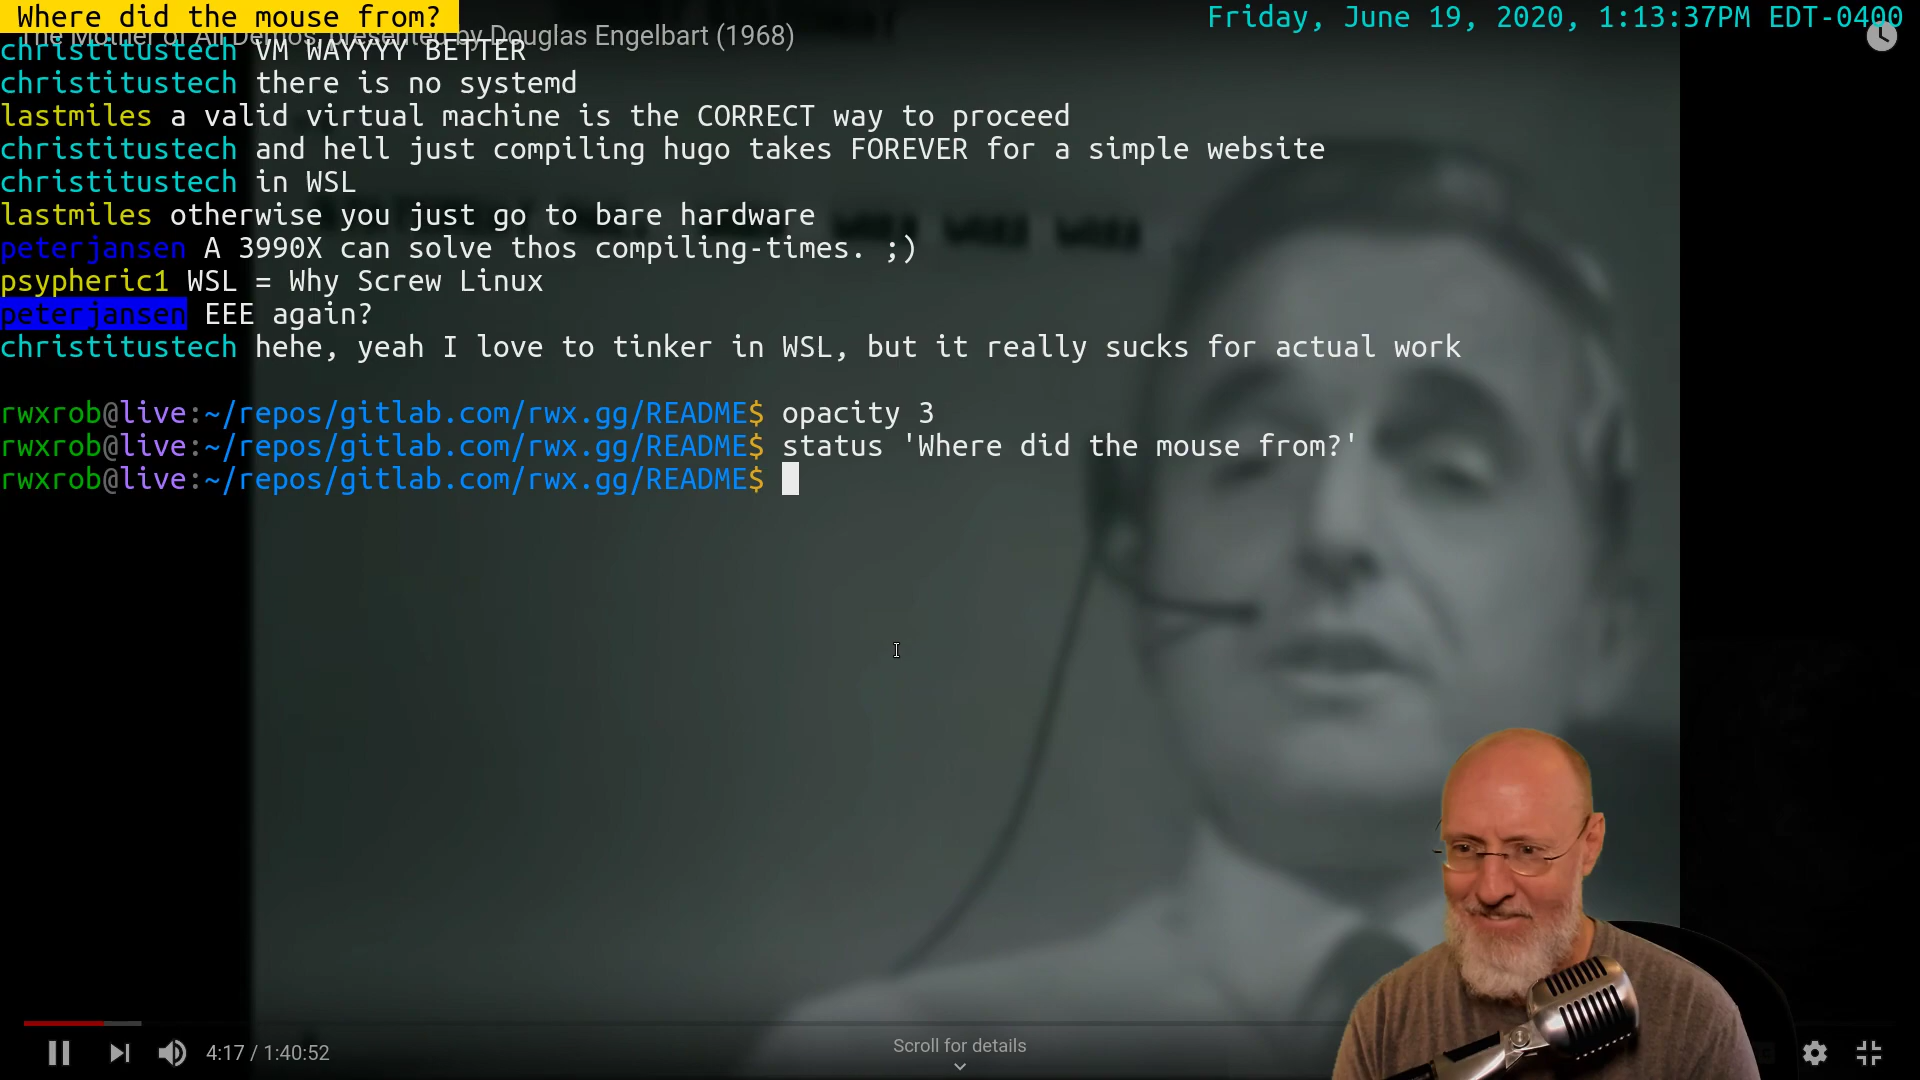 Where did the mouse from?
Friday, June 19, 2020, 1:13:37PM EDT-0400
The Mother of All Demos, presented by Douglas Engelbart (1968)
christitustech VM WAYYYY BETTER
christitustech there is no systemd
lastmiles a valid virtual machine is the CORRECT way to proceed
christitustech and hell just compiling hugo takes FOREVER for a simple website
christitustech in WSL
lastmiles otherwise you just go to bare hardware
peterjansen A 3990X can solve thos compiling-times. ;)
psypheric1 WSL = Why Screw Linux
peterjansen EEE again?
christitustech hehe, yeah I love to tinker in WSL, but it really sucks for actual work
rwxrob@live:~/repos/gitlab.com/rwx.gg/README$ opacity 3
rwxrob@live:~/repos/gitlab.com/rwx.gg/README$ status 'Where did the mouse from?'
rwxrob@live:~/repos/gitlab.com/rwx.gg/README$
4:17 / 1:40:52
Scroll for details